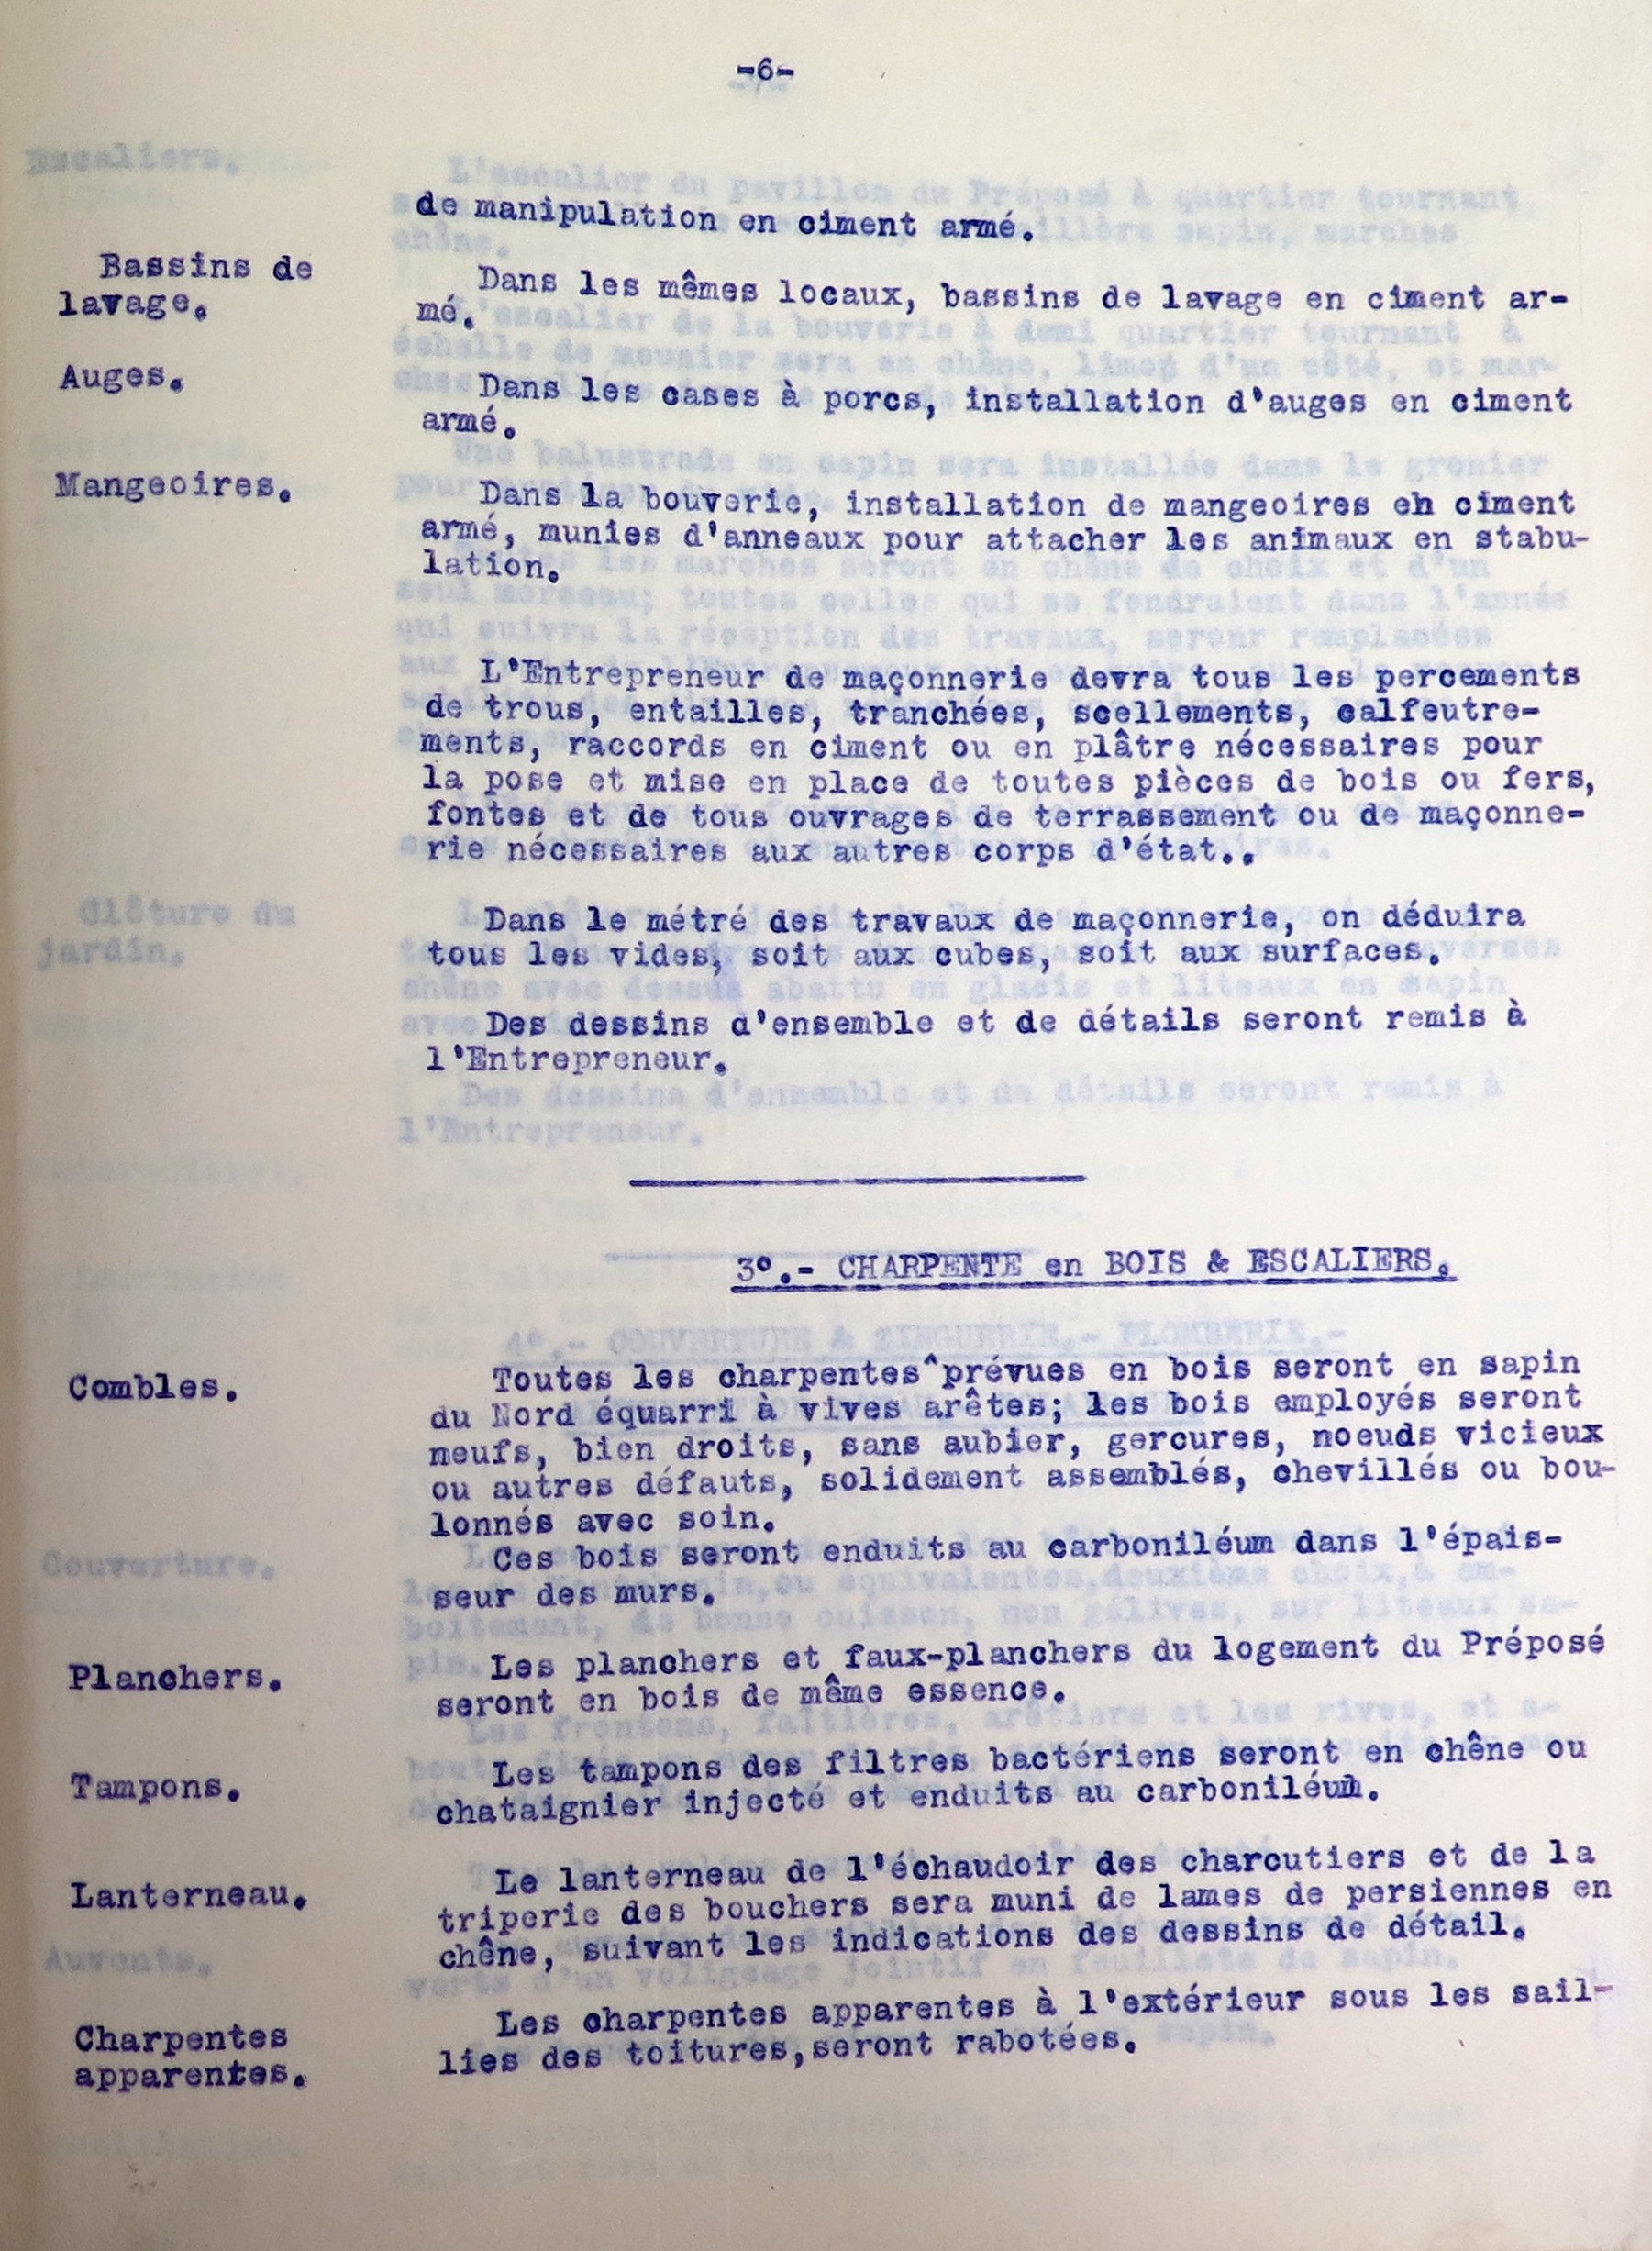 -6-
de manipulation en ciment armé.
Bassins de
lavage.
Dans les mêmes locaux, bassins de lavage en ciment ar-
mé.
Auges.
Dans les cases à porcs, installation d'auges en ciment
armé.
Mangeoires.
Dans la bouverie, installation de mangeoires en ciment
armé, munies d'anneaux pour attacher les animaux en stabu-
lation.
L'Entrepreneur de maçonnerie devra tous les percements
de trous, entailles, tranchées, scellements, calfeutre-
ments, raccords en ciment ou en plâtre nécessaires pour
la pose et mise en place de toutes pièces de bois ou fers,
fontes et de tous ouvrages de terrassement ou de maçonne-
rie nécessaires aux autres corps d'état..
Dans le métré des travaux de maçonnerie, on déduira
tous les vides, soit aux cubes, soit aux surfaces.
Des dessins d'ensemble et de détails seront remis à
l'Entrepreneur.
3°.- CHARPENTE en BOIS & ESCALIERS.
Combles.
Toutes les charpentes prévues en bois seront en sapin
du Nord équarri à vives arêtes; les bois employés seront
neufs, bien droits, sans aubier, gercures, noeuds vicieux
ou autres défauts, solidement assemblés, chevillés ou bou-
lonnés avec soin.
Ces bois seront enduits au carboniléum dans l'épais-
seur des murs.
Planchers.
Les planchers et faux-planchers du logement du Préposé
seront en bois de même essence.
Tampons.
Les tampons des filtres bactériens seront en chêne ou
chataignier injecté et enduits au carboniléum.
Lanterneau.
Le lanterneau de l'échaudoir des charcutiers et de la
triperie des bouchers sera muni de lames de persiennes en
chêne, suivant les indications des dessins de détail.
Charpentes
apparentes.
Les charpentes apparentes à l'extérieur sous les sail-
lies des toitures, seront rabotées.